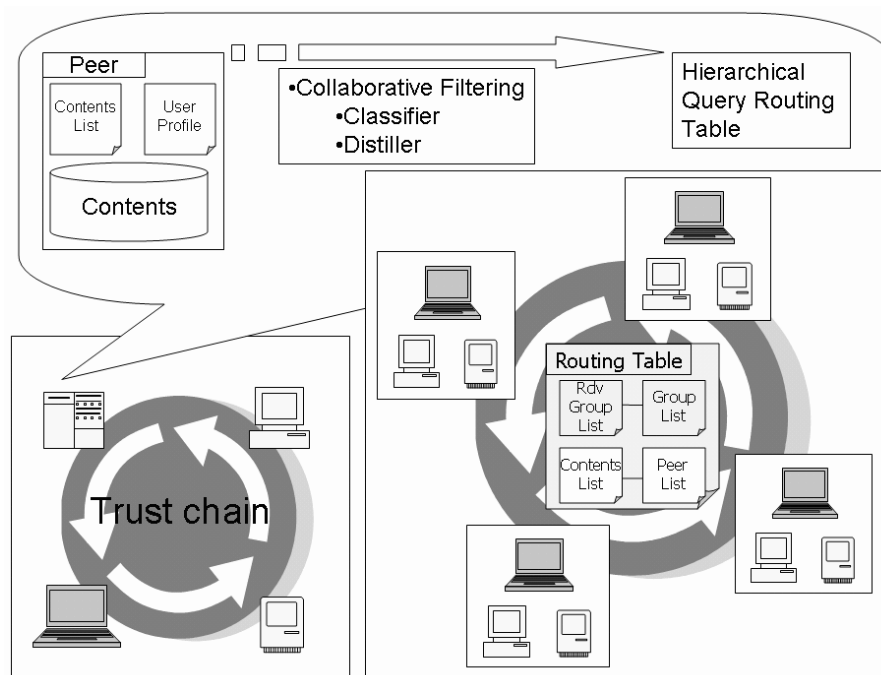 Peer
Contents
List
User
Profile
Contents
•Collaborative Filtering
•Classifier
•Distiller
Hierarchical
Query Routing
Table
Routing Table
Rdv
Group
List
Group
List
Contents
List
Peer
List
Trust chain